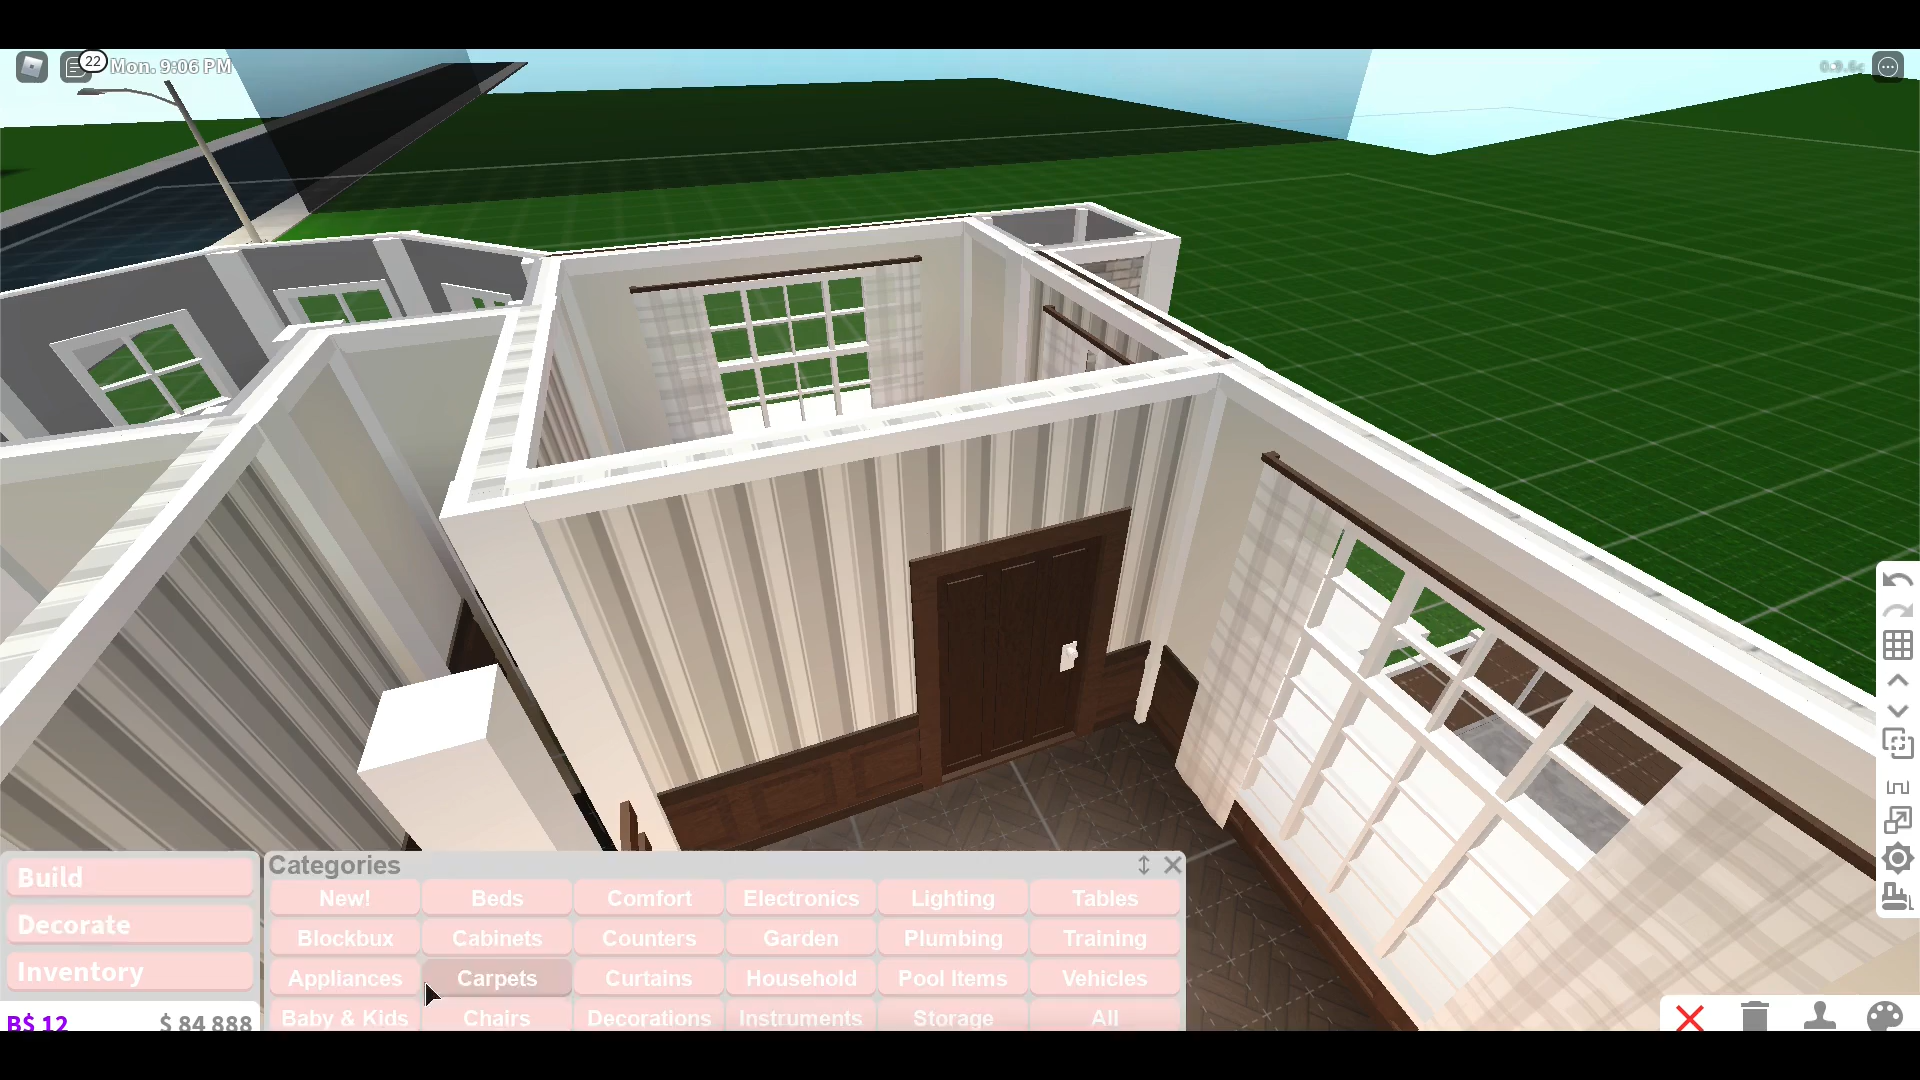 22
Mon. 9:06 PM
Build
Decorate
Inventory
B$ 12
$ 84 888
Categories
New!
Beds
Comfort
Electronics
Lighting
Tables
Blockbux
Cabinets
Counters
Garden
Plumbing
Training
Appliances
Carpets
Curtains
Household
Pool Items
Vehicles
Baby & Kids
Chairs
Decorations
Instruments
Storage
All